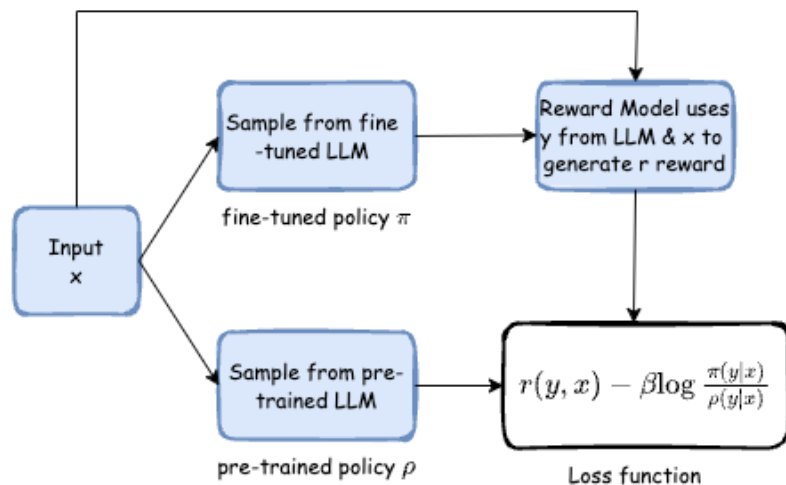 Sample from fine
-tuned LLM
fine-tuned policy π
Reward Model uses
y from LLM & x to
generate r reward
Input
x
Sample from pre-
trained LLM
pre-trained policy ρ
r(y, x) − βlog π(y|x)/ρ(y|x)
Loss function